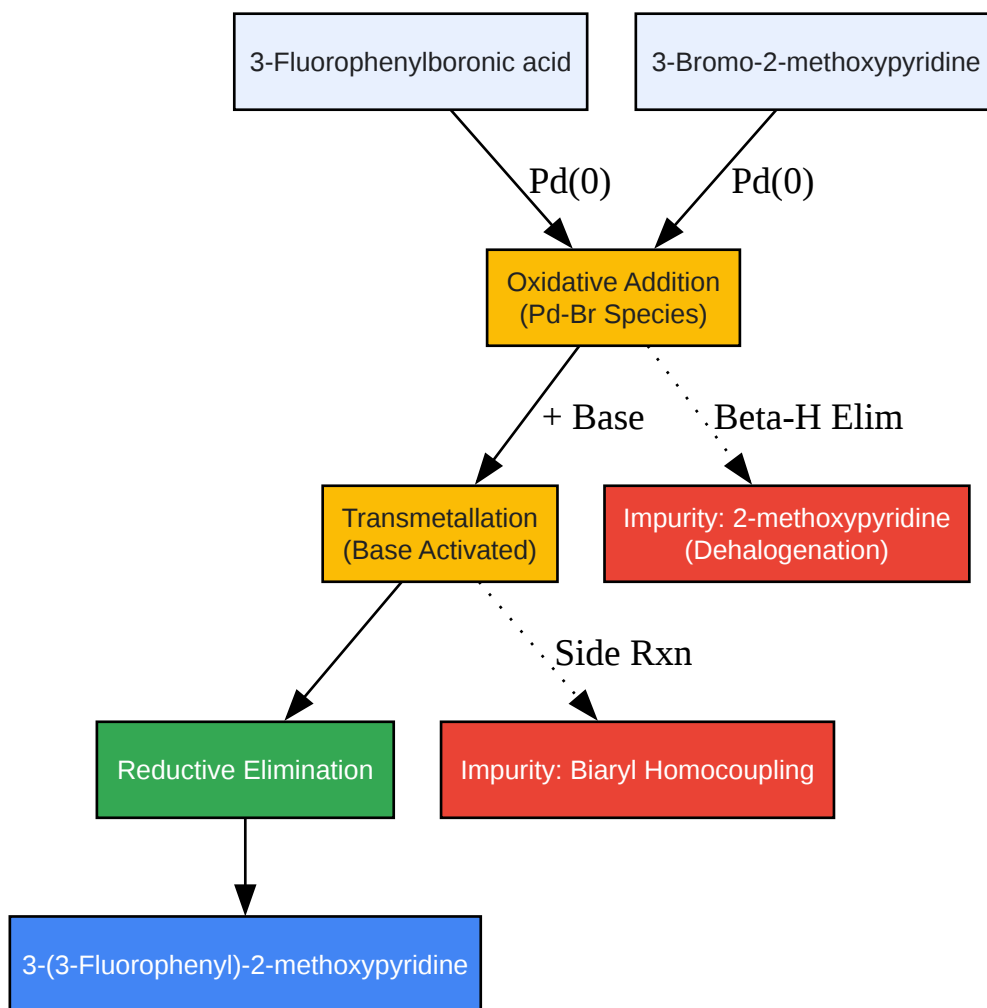 3-Fluorophenylboronic acid
3-Bromo-2-methoxypyridine
Pd(0)
Pd(0)
Oxidative Addition
(Pd-Br Species)
+ Base
Beta-H Elim
Transmetallation
(Base Activated)
Impurity: 2-methoxypyridine
(Dehalogenation)
Side Rxn
Reductive Elimination
Impurity: Biaryl Homocoupling
3-(3-Fluorophenyl)-2-methoxypyridine